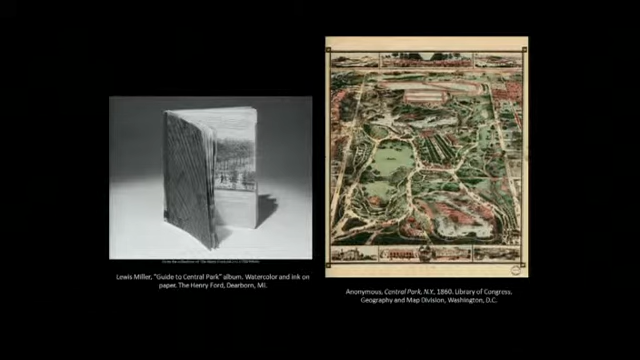 Lewis Miller, "Guide to Central Park" album. Watercolor and ink on
paper. The Henry Ford, Dearborn, MI.
Anonymous, Central Park, N.Y., 1860. Library of Congress,
Geography and Map Division, Washington, D.C.